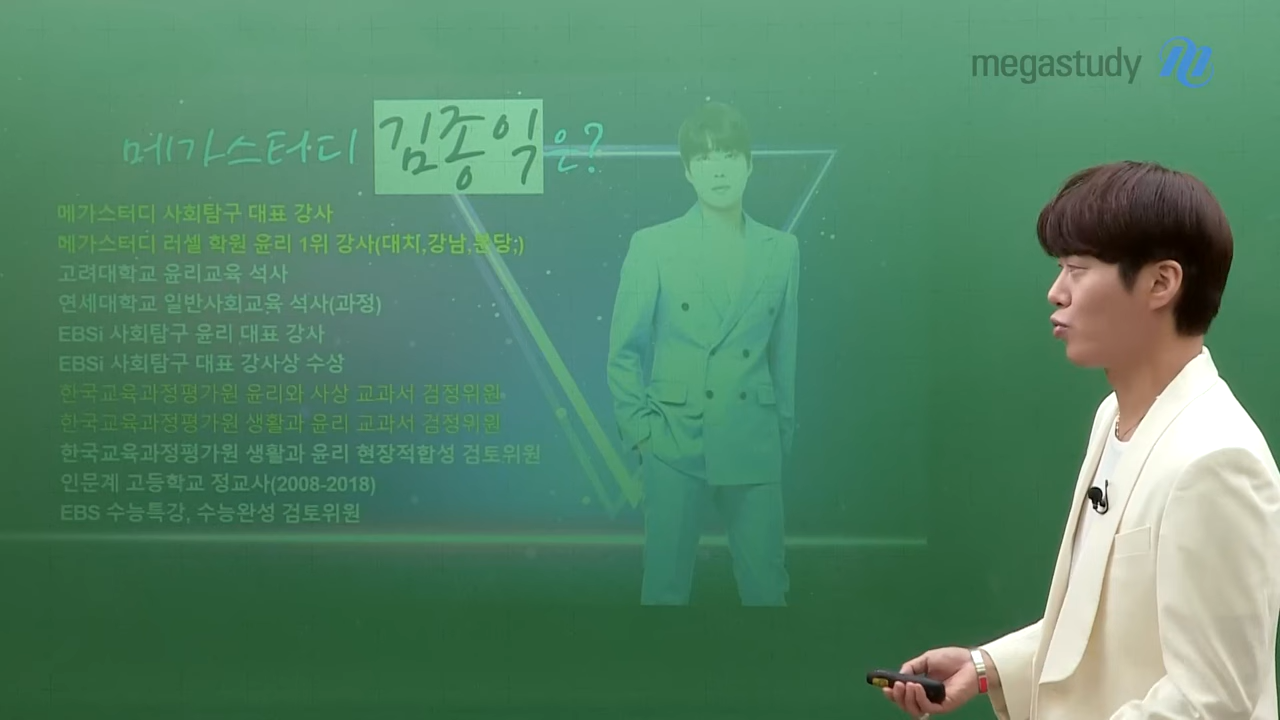 megastudy
메가스터디 김종익은?
메가스터디 사회탐구 대표 강사
메가스터디 러셀 학원 윤리 1위 강사(대치,강남,분당;)
고려대학교 윤리교육 석사
연세대학교 일반사회교육 석사(과정)
EBSi 사회탐구 윤리 대표 강사
EBSi 사회탐구 대표 강사상 수상
한국교육과정평가원 윤리와 사상 교과서 검정위원
한국교육과정평가원 생활과 윤리 교과서 검정위원
한국교육과정평가원 생활과 윤리 현장적합성 검토위원
인문계 고등학교 정교사(2008-2018)
EBS 수능특강, 수능완성 검토위원